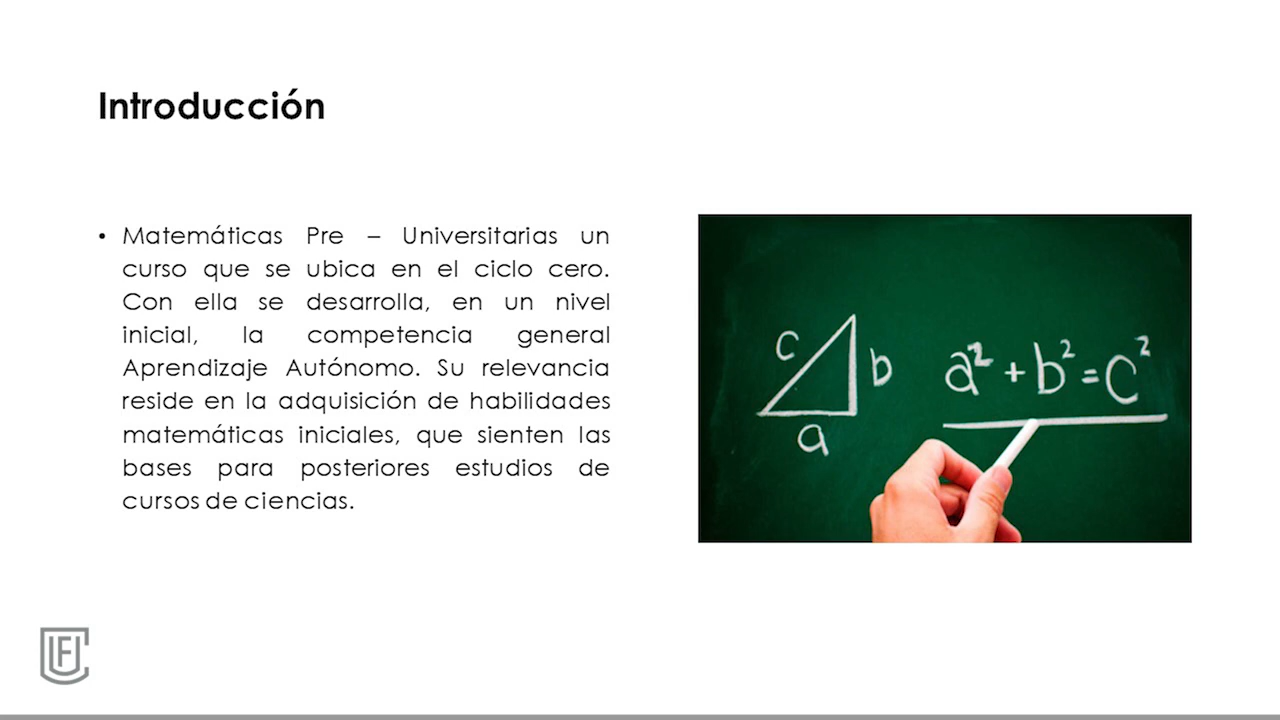 Introducción
• Matemáticas Pre – Universitarias un
curso que se ubica en el ciclo cero.
Con ella se desarrolla, en un nivel
inicial, la competencia general
Aprendizaje Autónomo. Su relevancia
reside en la adquisición de habilidades
matemáticas iniciales, que sienten las
bases para posteriores estudios de
cursos de ciencias.
c
b
a
a²+b²=c²